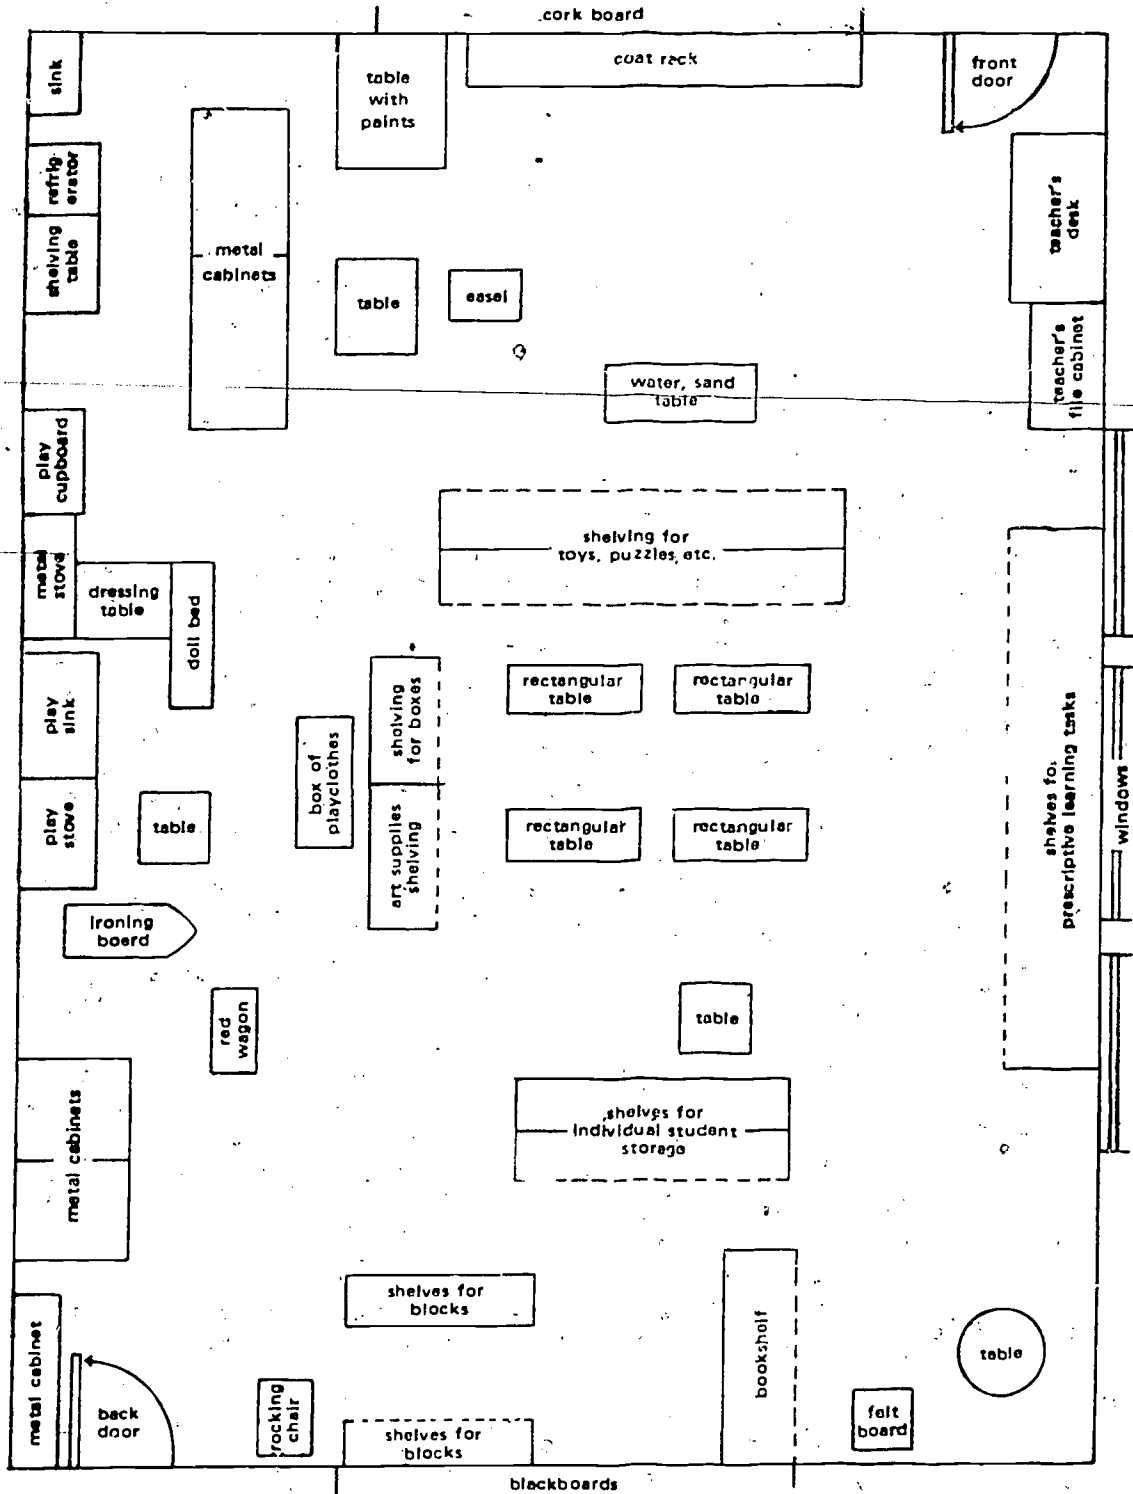 cork board
coat rack
front
door
sink
table
with
paints
refrig-
erator
shelving
table
metal
cabinets
table
easel
teacher's
desk
teacher's
file cabinet
water, sand
table
play
cupboard
metal
stove
dressing
table
doll bed
shelving for
toys, puzzles, etc.
play
sink
play
stove
table
box of
playclothes
shelving
for boxes
art supplies
shelving
rectangular
table
rectangular
table
rectangular
table
rectangular
table
shelves for
prescriptive learning tasks
windows
ironing
board
red
wagon
table
metal cabinets
shelves for
individual student
storage
shelves for
blocks
bookshelf
table
metal cabinet
back
door
rocking
chair
shelves for
blocks
felt
board
blackboards